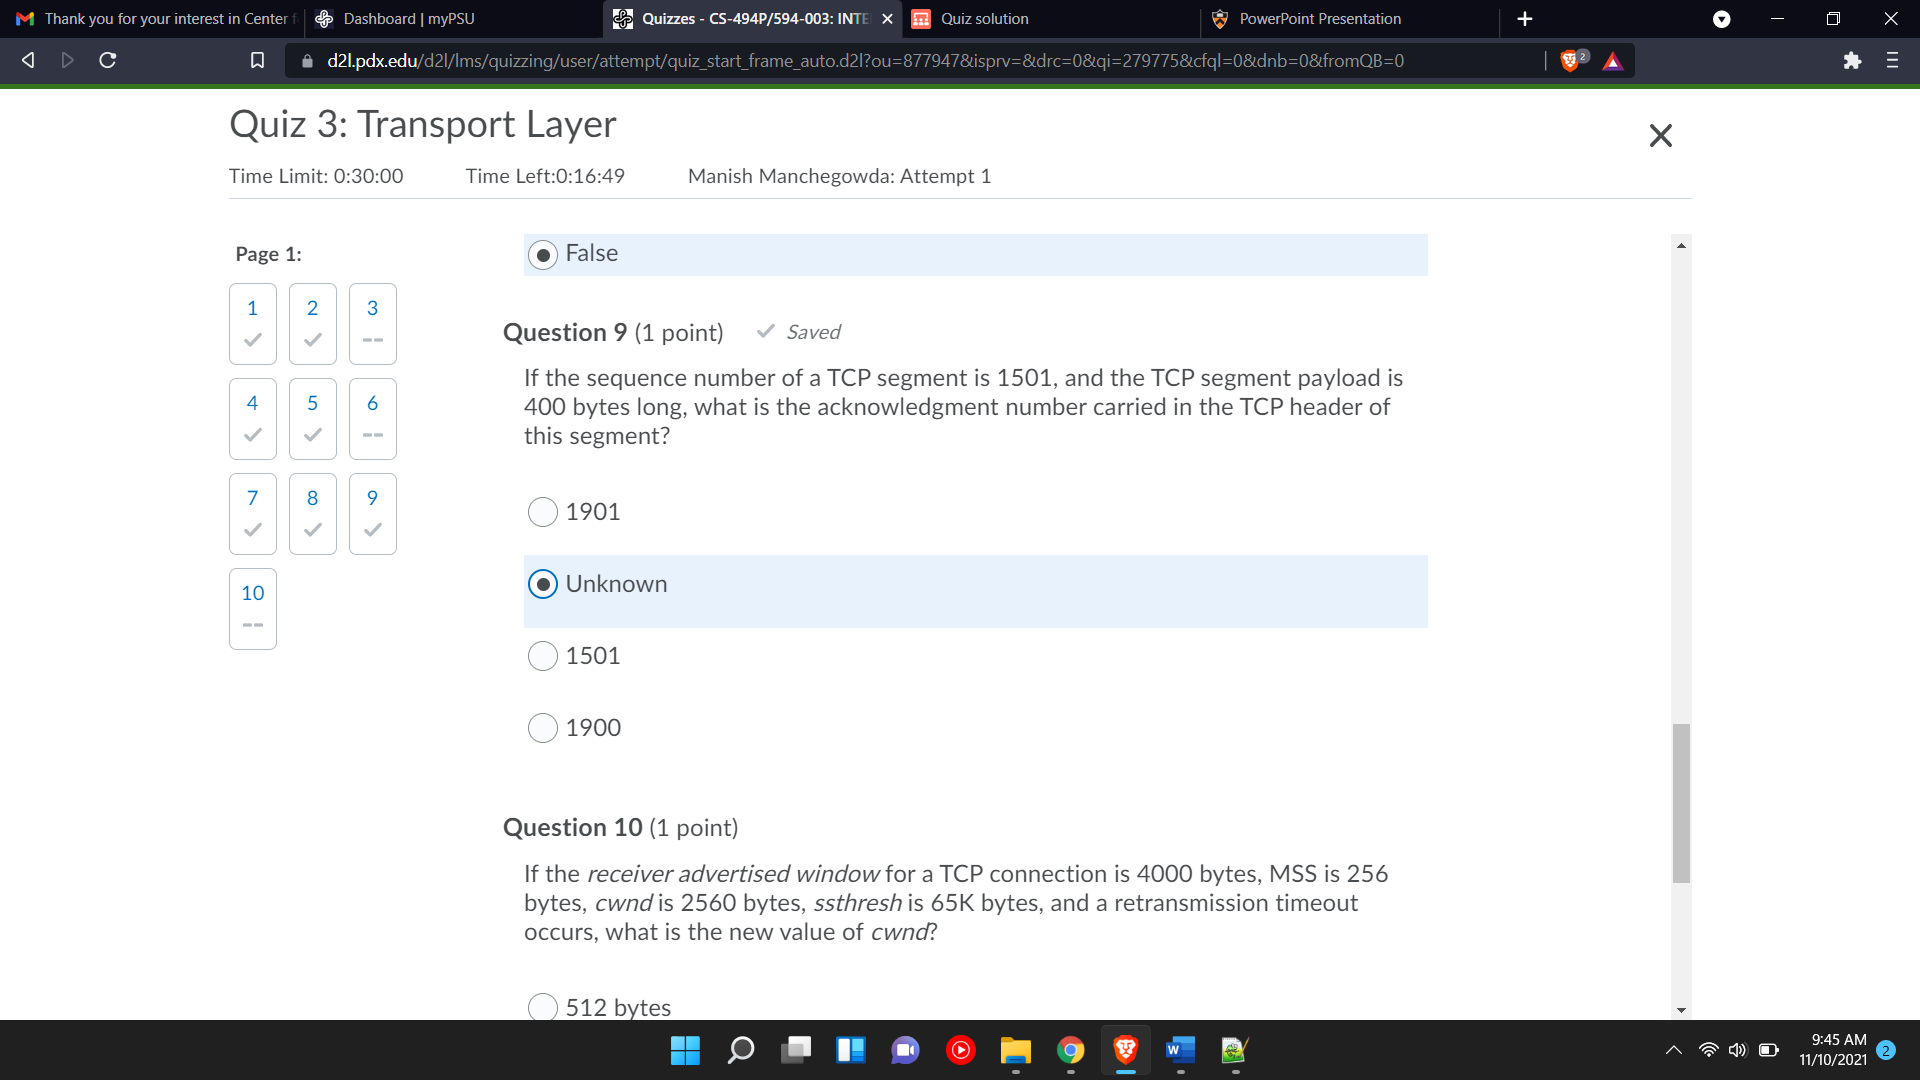 Thank you for your interest in Center f
Dashboard | myPSU
Quizzes - CS-494P/594-003: INTE
Quiz solution
PowerPoint Presentation
d2l.pdx.edu/d2l/lms/quizzing/user/attempt/quiz_start_frame_auto.d2l?ou=877947&isprv=&drc=0&qi=279775&cfql=0&dnb=0&fromQB=0
2
Quiz 3: Transport Layer
Time Limit: 0:30:00 Time Left:0:16:49 Manish Manchegowda: Attempt 1
Page 1:
1 2 3
--
4 5 6
--
7 8 9
10
--
False
Question 9 (1 point) Saved
If the sequence number of a TCP segment is 1501, and the TCP segment payload is
400 bytes long, what is the acknowledgment number carried in the TCP header of
this segment?
1901
Unknown
1501
1900
Question 10 (1 point)
If the receiver advertised window for a TCP connection is 4000 bytes, MSS is 256
bytes, cwnd is 2560 bytes, ssthresh is 65K bytes, and a retransmission timeout
occurs, what is the new value of cwnd?
512 bytes
W
9:45 AM
11/10/2021
2